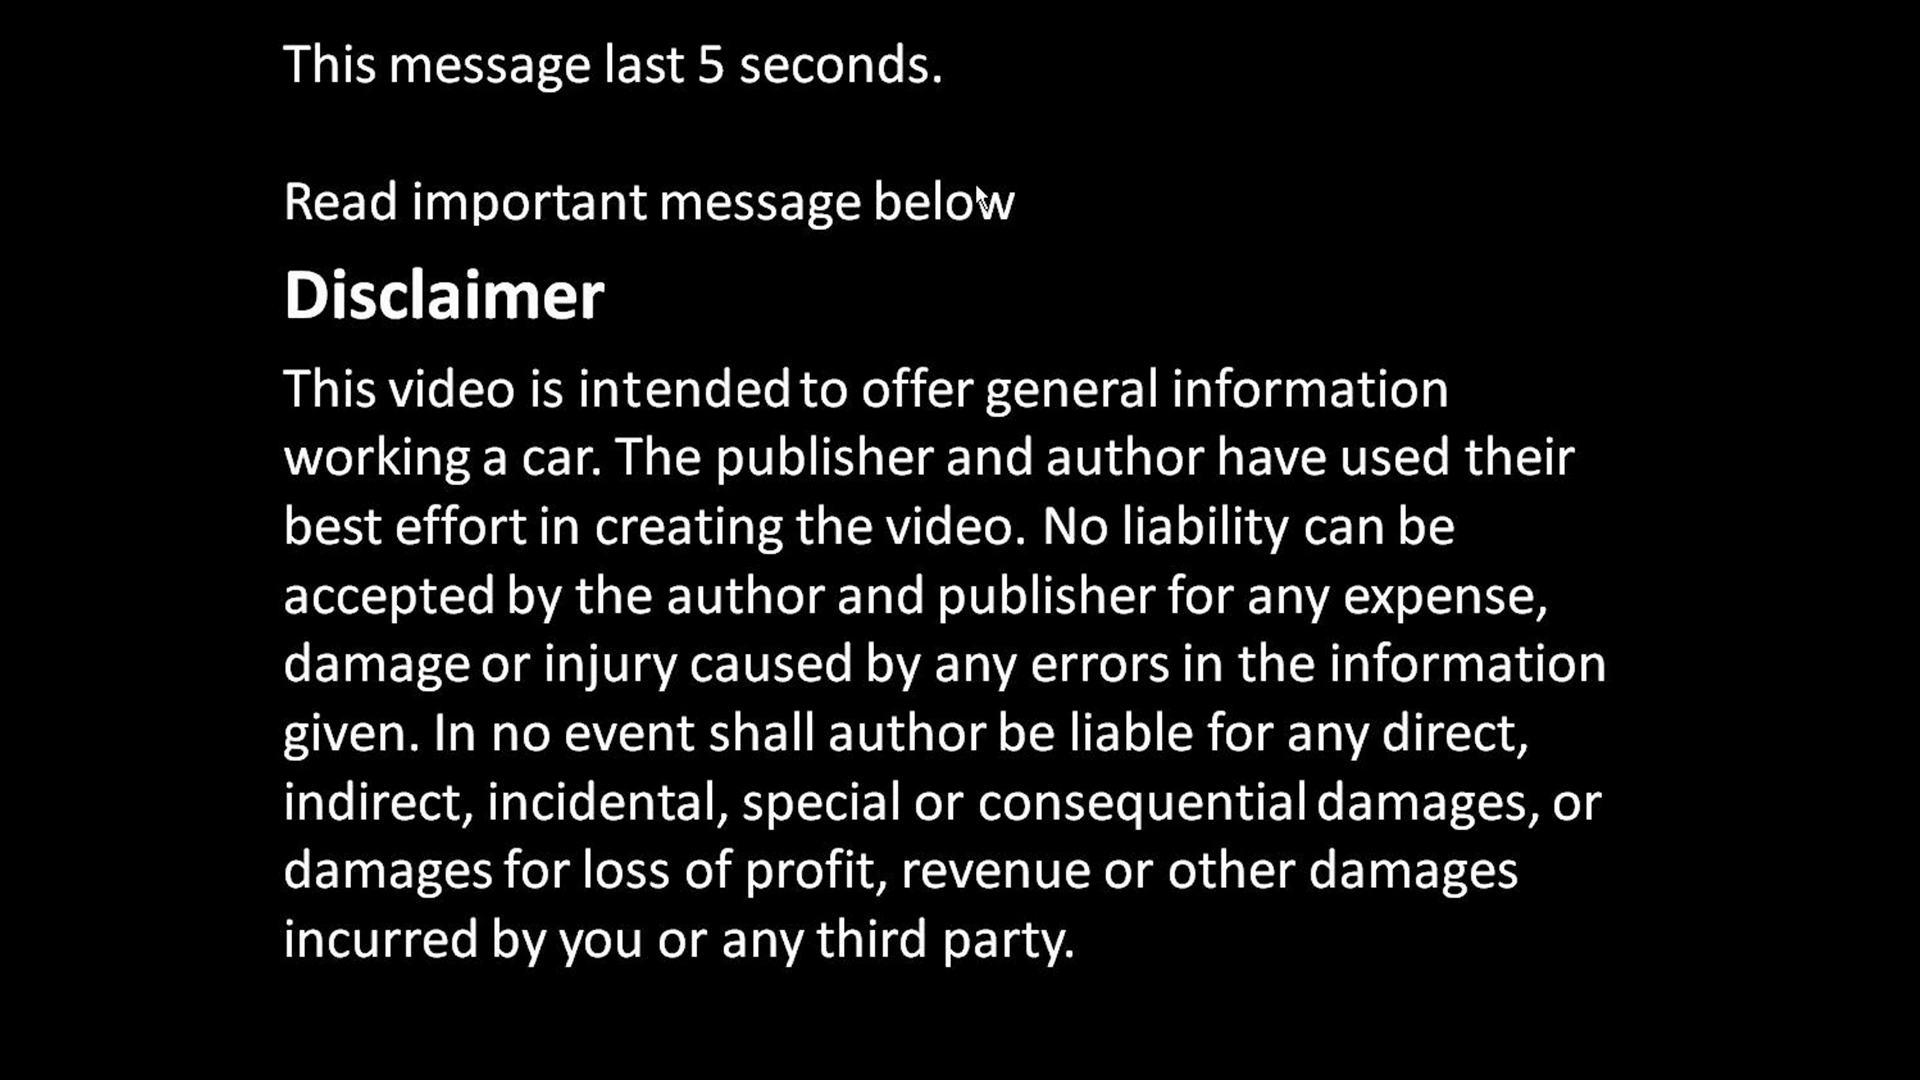 This message last 5 seconds.
Read important message below
Disclaimer
This video is intended to offer general information
working a car. The publisher and author have used their
best effort in creating the video. No liability can be
accepted by the author and publisher for any expense,
damage or injury caused by any errors in the information
given. In no event shall author be liable for any direct,
indirect, incidental, special or consequential damages, or
damages for loss of profit, revenue or other damages
incurred by you or any third party.